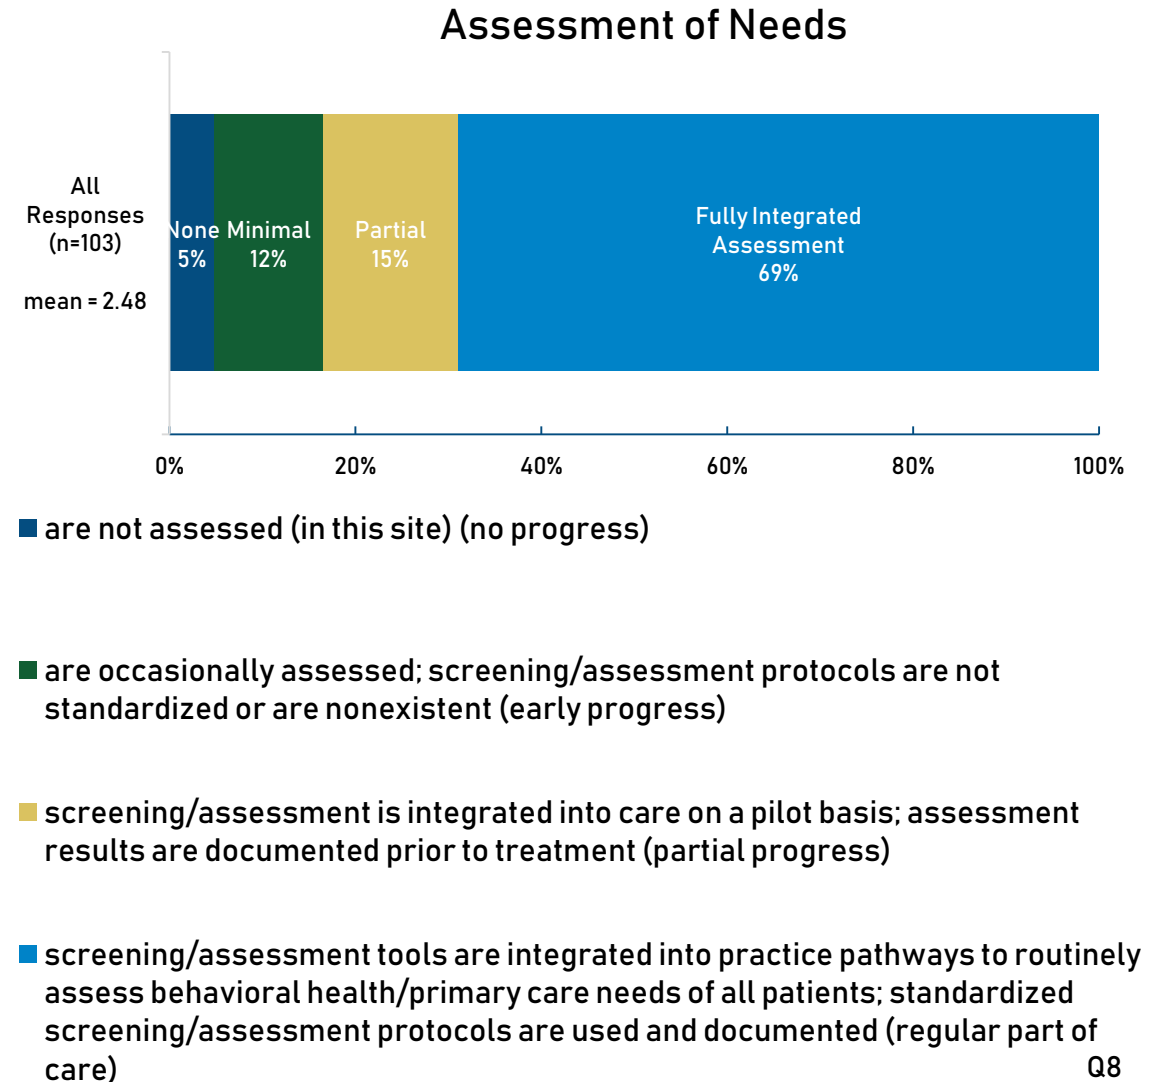 Assessment of Needs
All
Responses
(n=103)
mean = 2.48
None
5%
Minimal
12%
Partial
15%
Fully Integrated
Assessment
69%
0%
20%
40%
60%
80%
100%
are not assessed (in this site) (no progress)
are occasionally assessed; screening/assessment protocols are not
standardized or are nonexistent (early progress)
screening/assessment is integrated into care on a pilot basis; assessment
results are documented prior to treatment (partial progress)
screening/assessment tools are integrated into practice pathways to routinely
assess behavioral health/primary care needs of all patients; standardized
screening/assessment protocols are used and documented (regular part of
care)
Q8